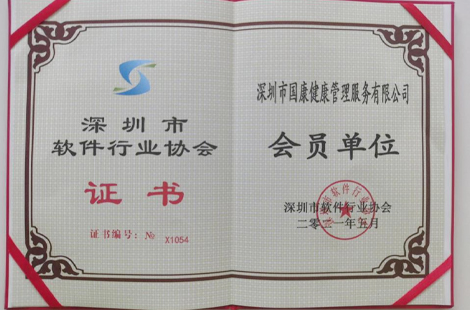 深圳市
软件行业协会
证书
证书编号：№ X1054
深圳市国康健康管理服务有限公司
会员单位
深圳市软件行业协会
二零二一年五月